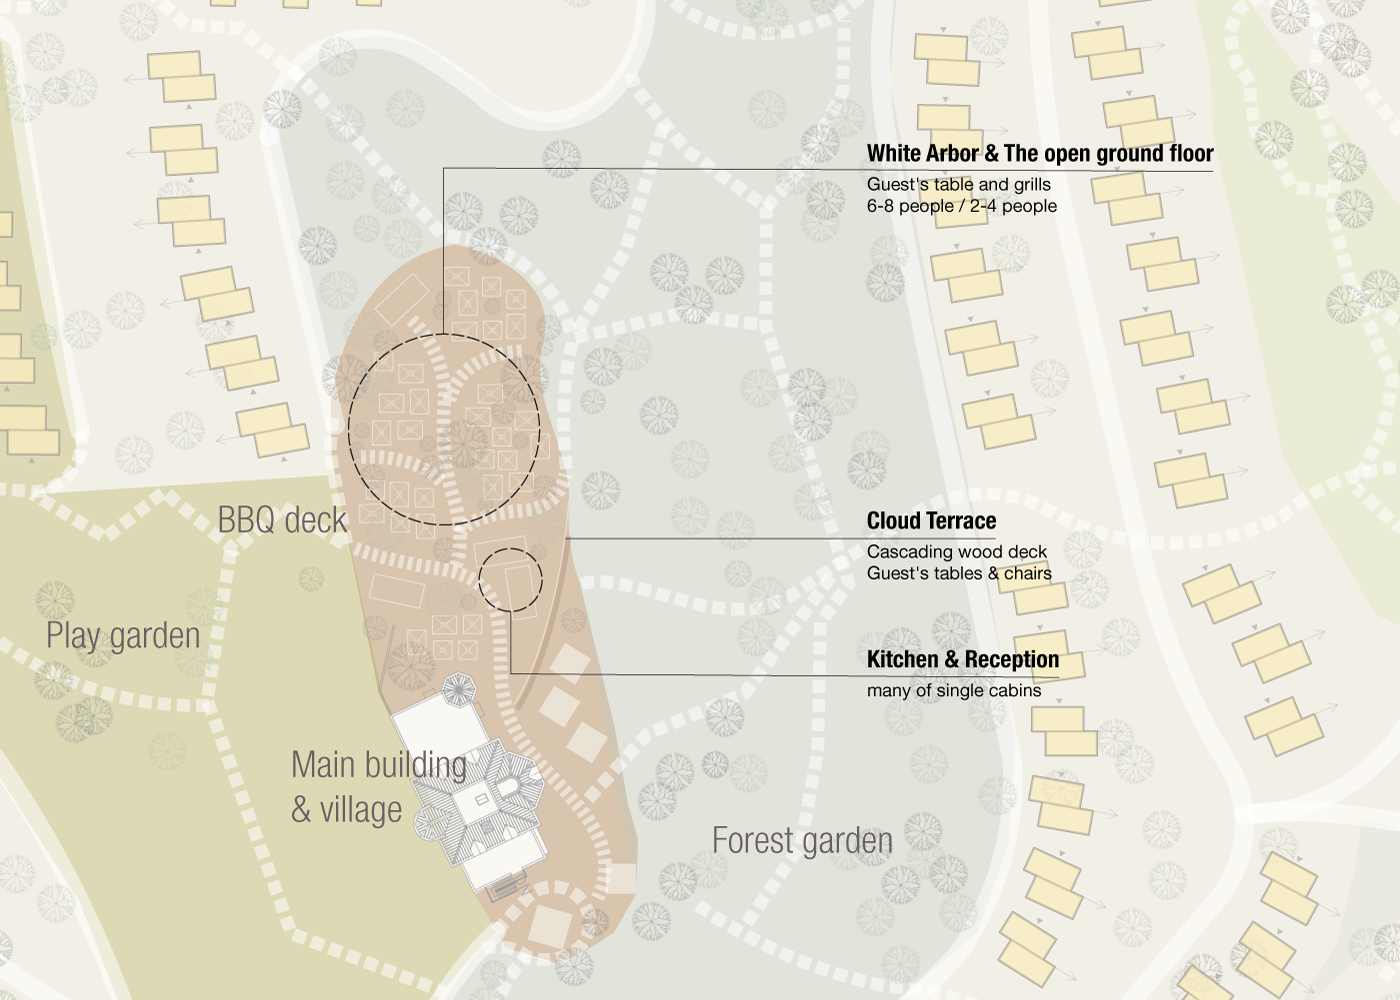 White Arbor & The open ground floor
Guest's table and grills
6-8 people / 2-4 people
BBQ deck
Cloud Terrace
Cascading wood deck
Guest's tables & chairs
Play garden
Kitchen & Reception
many of single cabins
Main building
& village
Forest garden